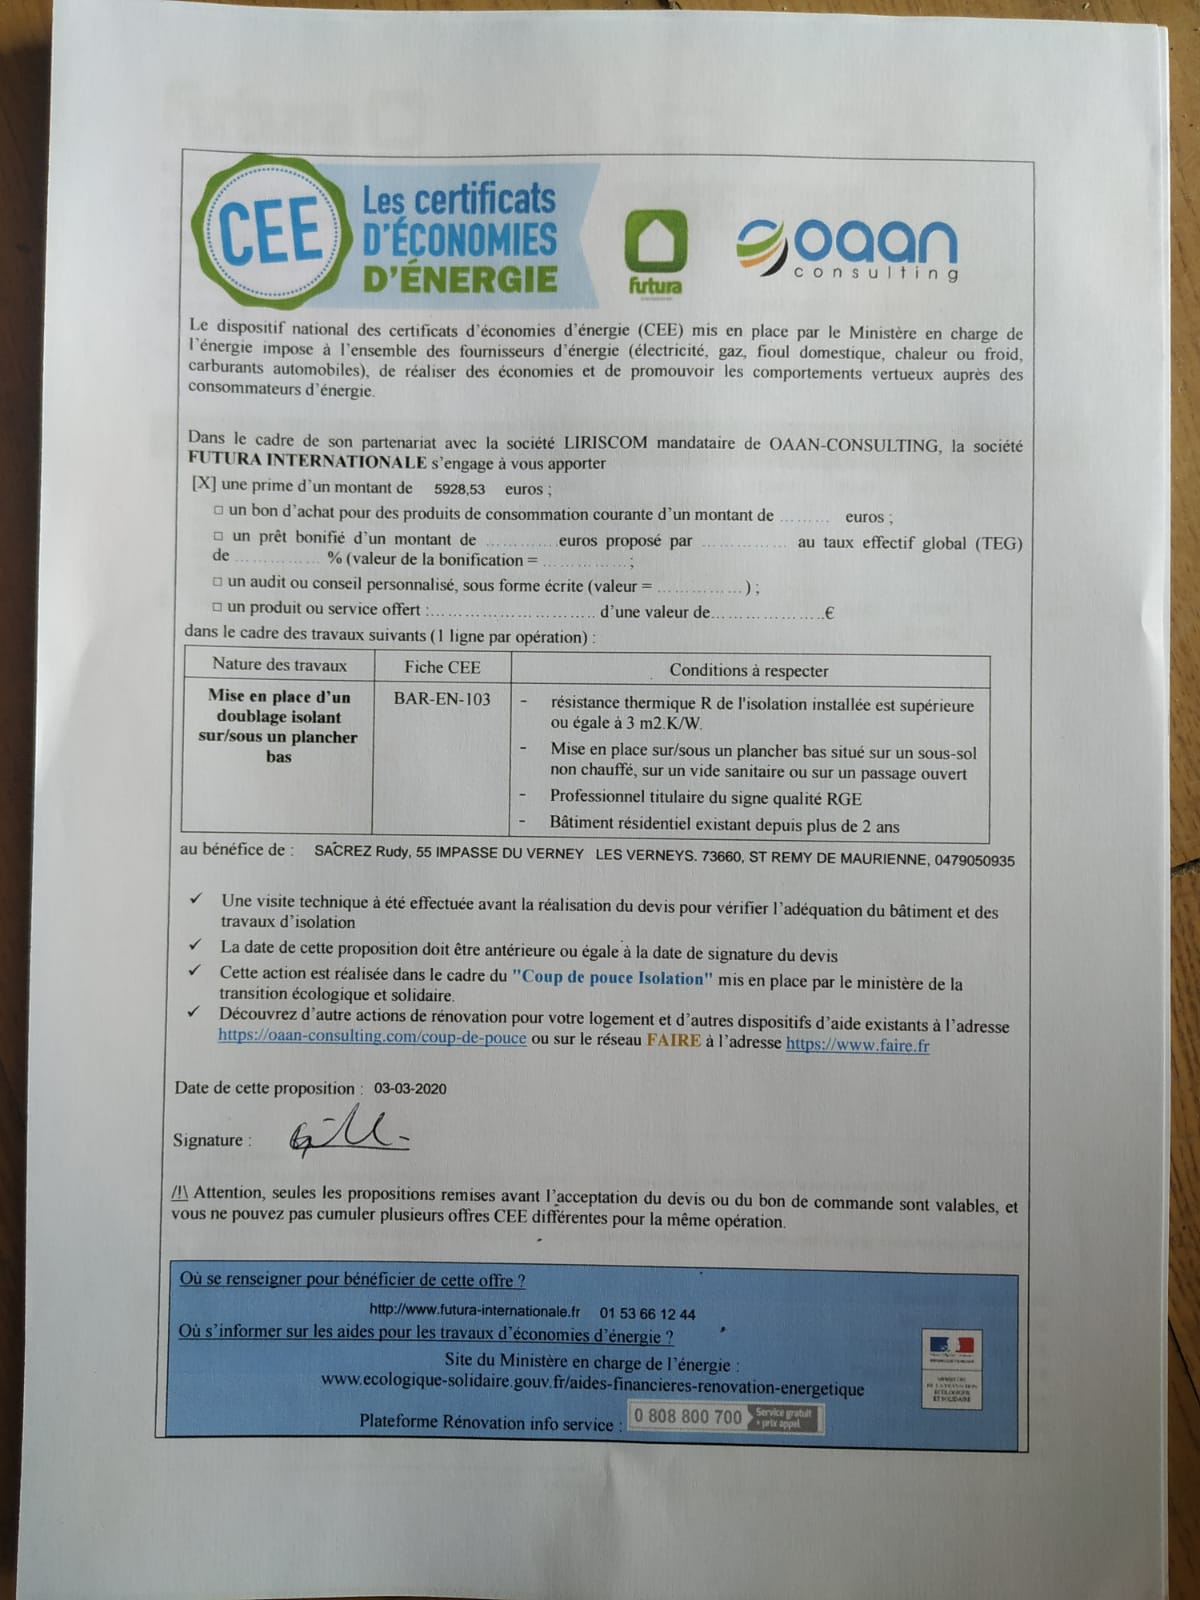 CEE
Les certificats
D'ÉCONOMIES
D'ÉNERGIE
futura
oaan
consulting
Le dispositif national des certificats d'économies d'énergie (CEE) mis en place par le Ministère en charge de
l'énergie impose à l'ensemble des fournisseurs d'énergie (électricité, gaz, fioul domestique, chaleur ou froid,
carburants automobiles), de réaliser des économies et de promouvoir les comportements vertueux auprès des
consommateurs d'énergie.
Dans le cadre de son partenariat avec la société LIRISCOM mandataire de OAAN-CONSULTING, la société
FUTURA INTERNATIONALE s'engage à vous apporter
[X] une prime d'un montant de 5928,53 euros ;
□ un bon d'achat pour des produits de consommation courante d'un montant de ......... euros ;
□ un prêt bonifié d'un montant de ............euros proposé par .............. au taux effectif global (TEG)
de .............. % (valeur de la bonification = ..............;
□ un audit ou conseil personnalisé, sous forme écrite (valeur = ..............) ;
□ un produit ou service offert :........................... d'une valeur de...................€
dans le cadre des travaux suivants (1 ligne par opération) :
Nature des travaux Fiche CEE Conditions à respecter
Mise en place d'un
doublage isolant
sur/sous un plancher
bas
BAR-EN-103
- résistance thermique R de l'isolation installée est supérieure
ou égale à 3 m2.K/W.
- Mise en place sur/sous un plancher bas situé sur un sous-sol
non chauffé, sur un vide sanitaire ou sur un passage ouvert
- Professionnel titulaire du signe qualité RGE
- Bâtiment résidentiel existant depuis plus de 2 ans
au bénéfice de : SACREZ Rudy, 55 IMPASSE DU VERNEY LES VERNEYS. 73660, ST REMY DE MAURIENNE, 0479050935
✓ Une visite technique à été effectuée avant la réalisation du devis pour vérifier l'adéquation du bâtiment et des
travaux d'isolation
✓ La date de cette proposition doit être antérieure ou égale à la date de signature du devis
✓ Cette action est réalisée dans le cadre du "Coup de pouce Isolation" mis en place par le ministère de la
transition écologique et solidaire.
✓ Découvrez d'autre actions de rénovation pour votre logement et d'autres dispositifs d'aide existants à l'adresse
https://oaan-consulting.com/coup-de-pouce ou sur le réseau FAIRE à l'adresse https://www.faire.fr
Date de cette proposition : 03-03-2020
Signature :
/!\ Attention, seules les propositions remises avant l'acceptation du devis ou du bon de commande sont valables, et
vous ne pouvez pas cumuler plusieurs offres CEE différentes pour la même opération.
Où se renseigner pour bénéficier de cette offre ?
http://www.futura-internationale.fr 01 53 66 12 44
Où s'informer sur les aides pour les travaux d'économies d'énergie ?
Site du Ministère en charge de l'énergie :
www.ecologique-solidaire.gouv.fr/aides-financieres-renovation-energetique
Plateforme Rénovation info service : 0 808 800 700 Service gratuit
+ prix appel
MINISTÈRE
DE LA TRANSITION
ÉCOLOGIQUE
ET SOLIDAIRE